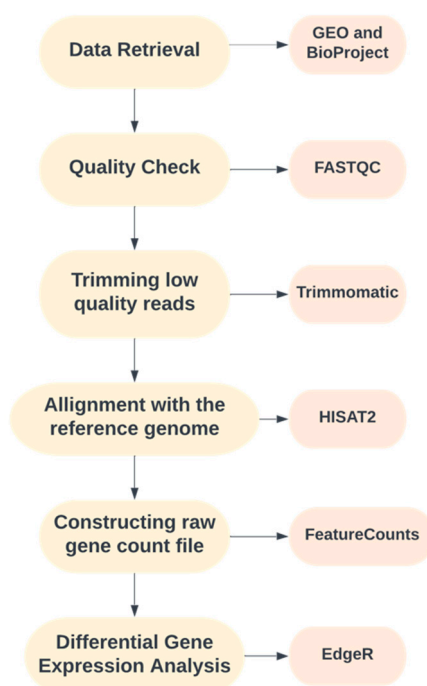 Data Retrieval
GEO and
BioProject
Quality Check
FASTQC
Trimming low
quality reads
Trimmomatic
Allignment with the
reference genome
HISAT2
Constructing raw
gene count file
FeatureCounts
Differential Gene
Expression Analysis
EdgeR